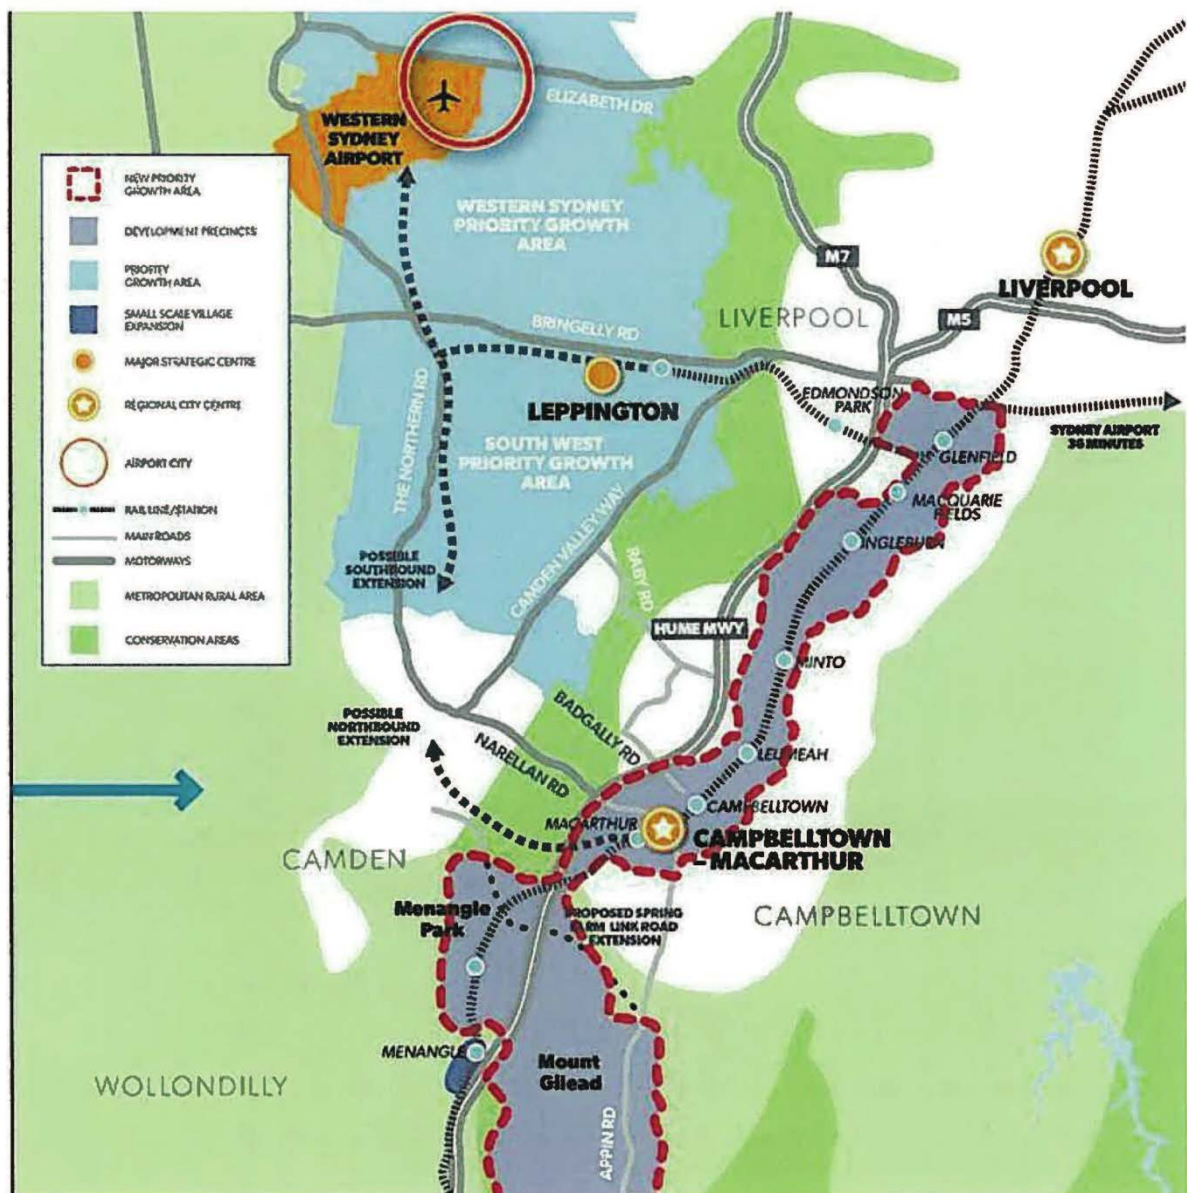 ELIZABETH DR
WESTERN
SYDNEY
AIRPORT
NEW PRIORITY
GROWTH AREA
DEVELOPMENT PRECINCTS
PRIORITY
GROWTH AREA
SMALL SCALE VILLAGE
EXPANSION
MAJOR STRATEGIC CENTRE
REGIONAL CITY CENTRE
AIRPORT CITY
RAIL LINE/STATION
MAIN ROADS
MOTORWAYS
METROPOLITAN RURAL AREA
CONSERVATION AREAS
WESTERN SYDNEY
PRIORITY GROWTH
AREA
M7
LIVERPOOL
M5
LIVERPOOL
BRINGELLY RD
THE NORTHERN RD
LEPPINGTON
EDMONDSON
PARK
SYDNEY AIRPORT
36 MINUTES
SOUTH WEST
PRIORITY GROWTH
AREA
GLENFIELD
MACQUARIE
FIELDS
INGLEBURN
CAMDEN VALLEY WAY
RABY RD
POSSIBLE
SOUTHBOUND
EXTENSION
HUME MWY
MINTO
POSSIBLE
NORTHBOUND
EXTENSION
BADGALLY RD
NARELLAN RD
LEUMEAH
CAMPBELLTOWN
MACARTHUR
CAMPBELLTOWN
– MACARTHUR
CAMDEN
Menangle
Park
PROPOSED SPRING
FARM LINK ROAD
EXTENSION
CAMPBELLTOWN
MENANGLE
Mount
Gilead
WOLLONDILLY
APPIN RD